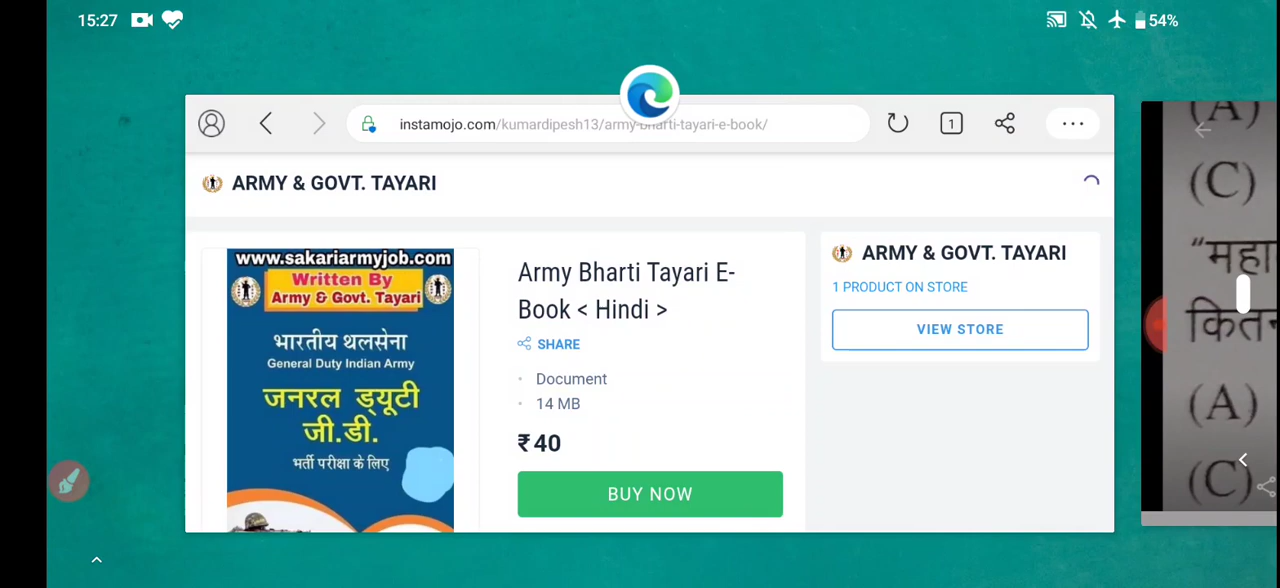 15:27
54%
instamojo.com/kumardipesh13/army-bharti-tayari-e-book/
1
ARMY & GOVT. TAYARI
www.sakariarmyjob.com
Written By
Army & Govt. Tayari
भारतीय थलसेना
General Duty Indian Army
जनरल ड्यूटी
जी.डी.
भर्ती परीक्षा के लिए
Army Bharti Tayari E-
Book < Hindi >
SHARE
Document
14 MB
₹40
BUY NOW
ARMY & GOVT. TAYARI
1 PRODUCT ON STORE
VIEW STORE
(A)
(C)
“महा
(A)
(C)